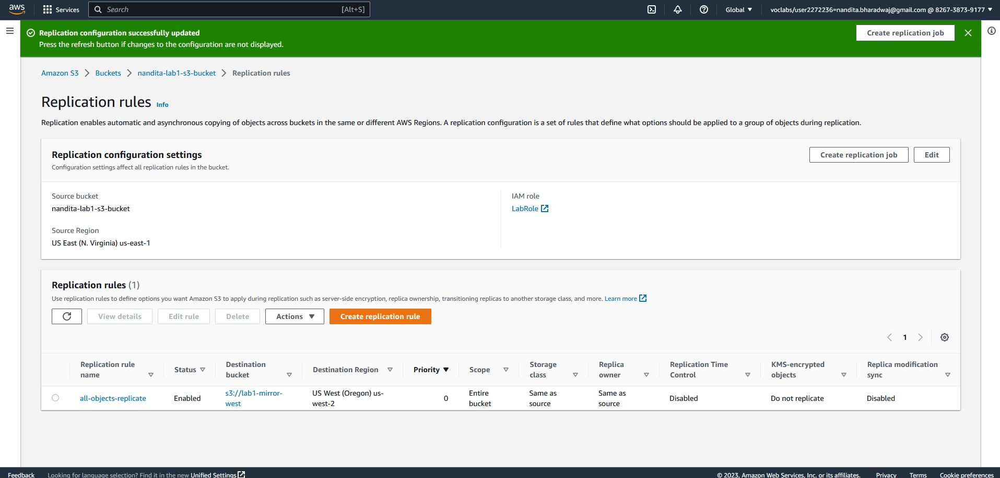 aws
Services
Search
[Alt+S]
Global
voclabs/user2272236=nandita.bharadwaj@gmail.com @ 8267-3873-9177
Replication configuration successfully updated
Press the refresh button if changes to the configuration are not displayed.
Create replication job
Amazon S3
Buckets
nandita-lab1-s3-bucket
Replication rules
Replication rules Info
Replication enables automatic and asynchronous copying of objects across buckets in the same or different AWS Regions. A replication configuration is a set of rules that define what options should be applied to a group of objects during replication.
Replication configuration settings
Configuration settings affect all replication rules in the bucket.
Create replication job
Edit
Source bucket
nandita-lab1-s3-bucket
Source Region
US East (N. Virginia) us-east-1
IAM role
LabRole
Replication rules (1)
Use replication rules to define options you want Amazon S3 to apply during replication such as server-side encryption, replica ownership, transitioning replicas to another storage class, and more. Learn more
View details
Edit rule
Delete
Actions
Create replication rule
1
Replication rule
name
Status
Destination
bucket
Destination Region
Priority
Scope
Storage
class
Replica
owner
Replication Time
Control
KMS-encrypted
objects
Replica modification
sync
all-objects-replicate
Enabled
s3://lab1-mirror-
west
US West (Oregon) us-
west-2
0
Entire
bucket
Same as
source
Same as
source
Disabled
Do not replicate
Disabled
Feedback
Looking for language selection? Find it in the new Unified Settings
© 2023, Amazon Web Services, Inc. or its affiliates.
Privacy
Terms
Cookie preferences